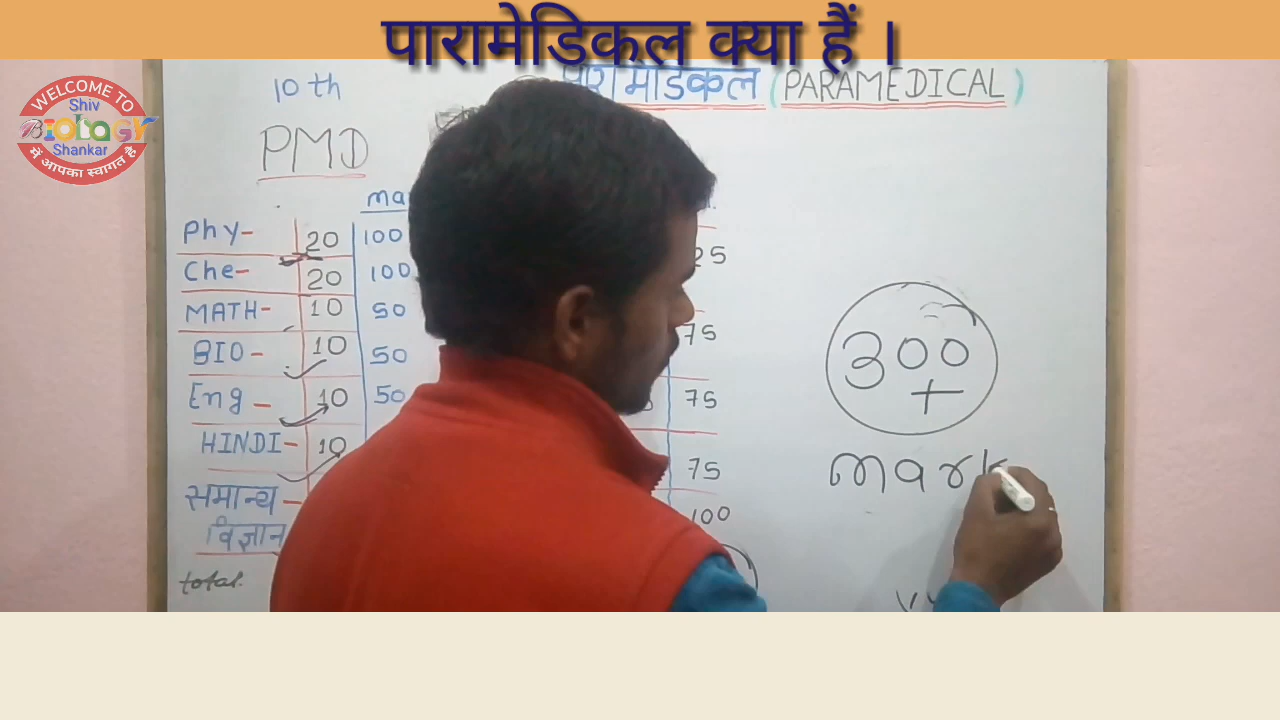 पारामेडिकल क्या हैं ।
WELCOME TO
Shiv
BIOLOGY
Shankar
में आपका स्वागत है
10 th
पारामेडिकल (PARAMEDICAL)
PMD
Phy- 20 100 25
Che- 20 100
MATH- 10 50 75
BIO- 10 50
Eng - 10 50 75
HINDI- 10 75
समान्य - 100
विज्ञान
total
300
+
mark